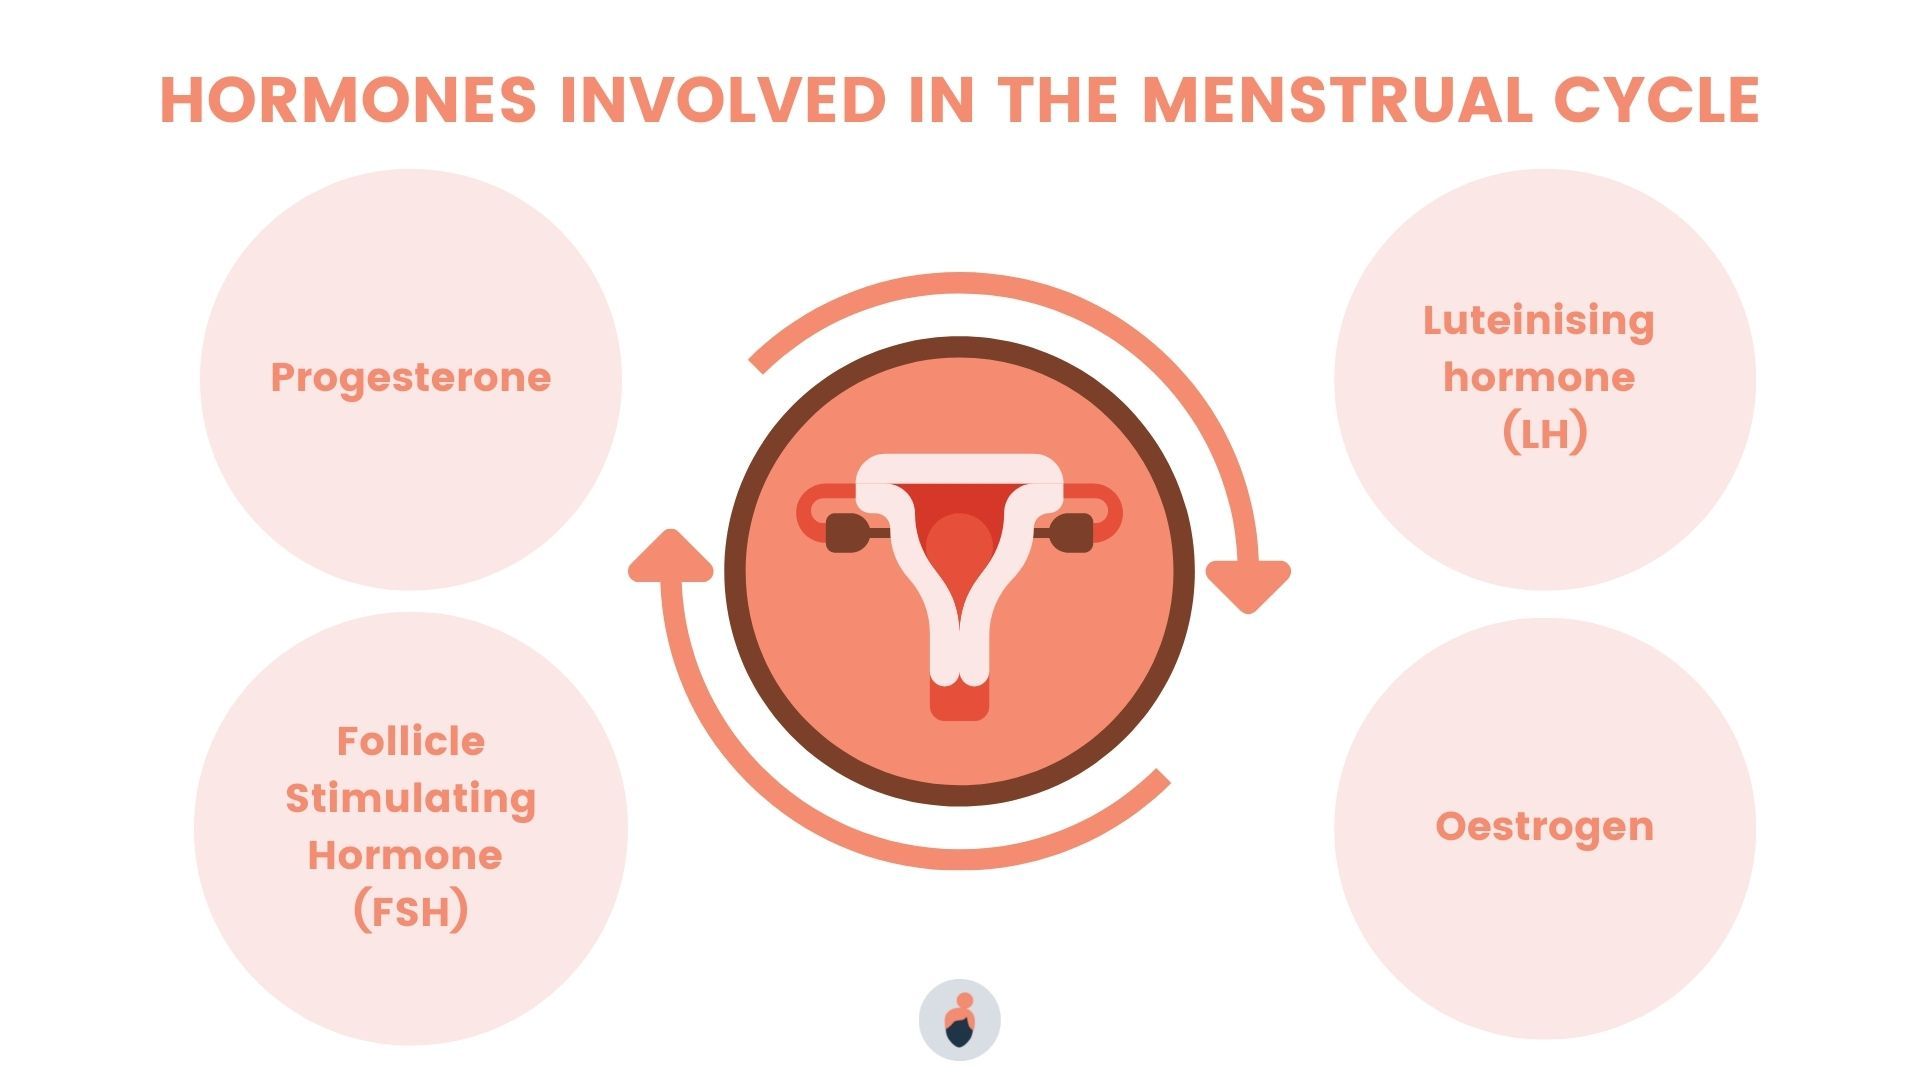 HORMONES INVOLVED IN THE MENSTRUAL CYCLE
Progesterone
Luteinising
hormone
(LH)
Follicle
Stimulating
Hormone
(FSH)
Oestrogen